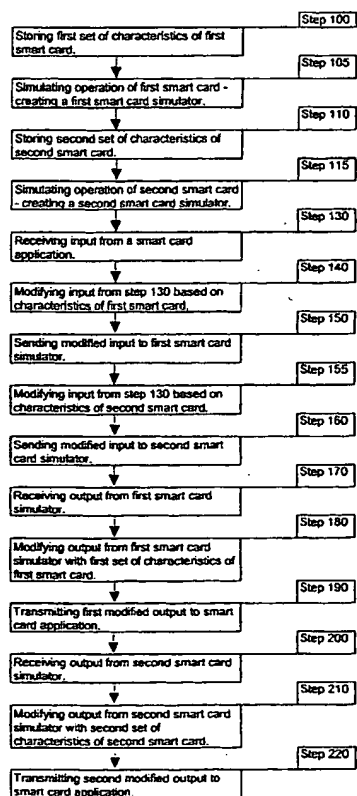 Step 100
Storing first set of characteristics of first
smart card.
Step 105
Simulating operation of first smart card -
creating a first smart card simulator.
Step 110
Storing second set of characteristics of
second smart card.
Step 115
Simulating operation of second smart card
- creating a second smart card simulator.
Step 130
Receiving input from a smart card
application.
Step 140
Modifying input from step 130 based on
characteristics of first smart card.
Step 150
Sending modified input to first smart card
simulator.
Step 155
Modifying input from step 130 based on
characteristics of second smart card.
Step 160
Sending modified input to second smart
card simulator.
Step 170
Receiving output from first smart card
simulator.
Step 180
Modifying output from first smart card
simulator with first set of characteristics of
first smart card.
Step 190
Transmitting first modified output to smart
card application.
Step 200
Receiving output from second smart card
simulator.
Step 210
Modifying output from second smart card
simulator with second set of
characteristics of second smart card.
Step 220
Transmitting second modified output to
smart card application.